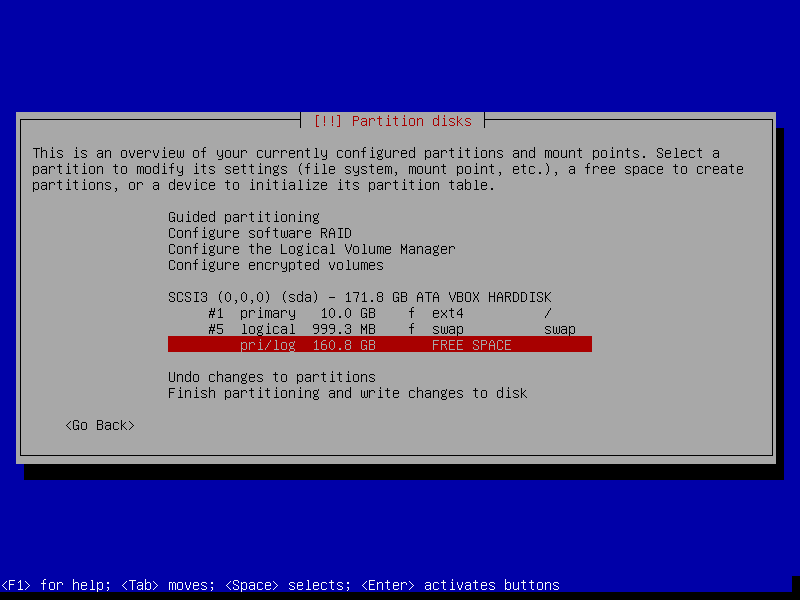 [!!] Partition disks
This is an overview of your currently configured partitions and mount points. Select a
partition to modify its settings (file system, mount point, etc.), a free space to create
partitions, or a device to initialize its partition table.
Guided partitioning
Configure software RAID
Configure the Logical Volume Manager
Configure encrypted volumes
SCSI3 (0,0,0) (sda) - 171.8 GB ATA VBOX HARDDISK
#1 primary 10.0 GB f ext4 /
#5 logical 999.3 MB f swap swap
pri/log 160.8 GB FREE SPACE
Undo changes to partitions
Finish partitioning and write changes to disk
<Go Back>
<F1> for help; <Tab> moves; <Space> selects; <Enter> activates buttons